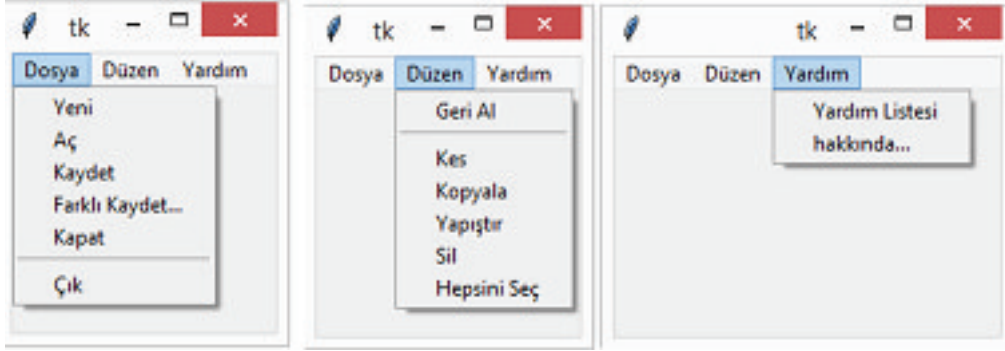 tk
Dosya Düzen Yardım
Yeni
Aç
Kaydet
Farklı Kaydet...
Kapat
Çık
tk
Dosya Düzen Yardım
Geri Al
Kes
Kopyala
Yapıştır
Sil
Hepsini Seç
tk
Dosya Düzen Yardım
Yardım Listesi
hakkında...